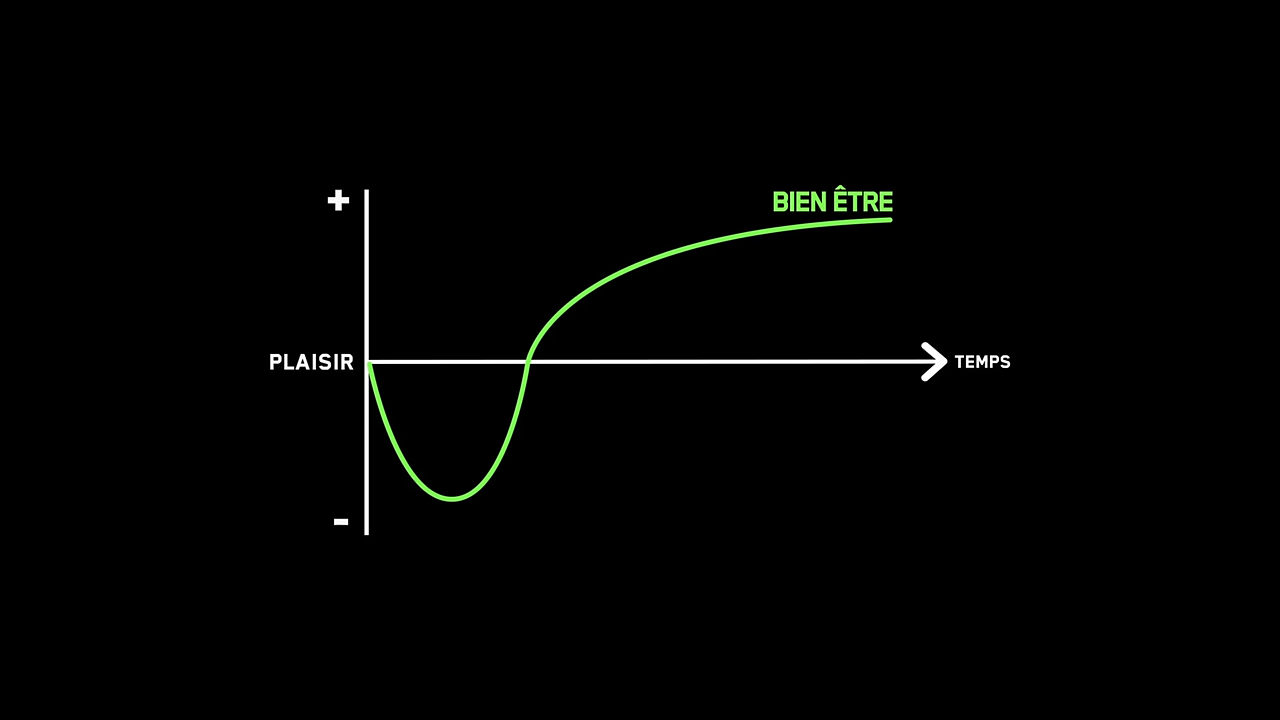 +
BIEN ÊTRE
PLAISIR
TEMPS
-